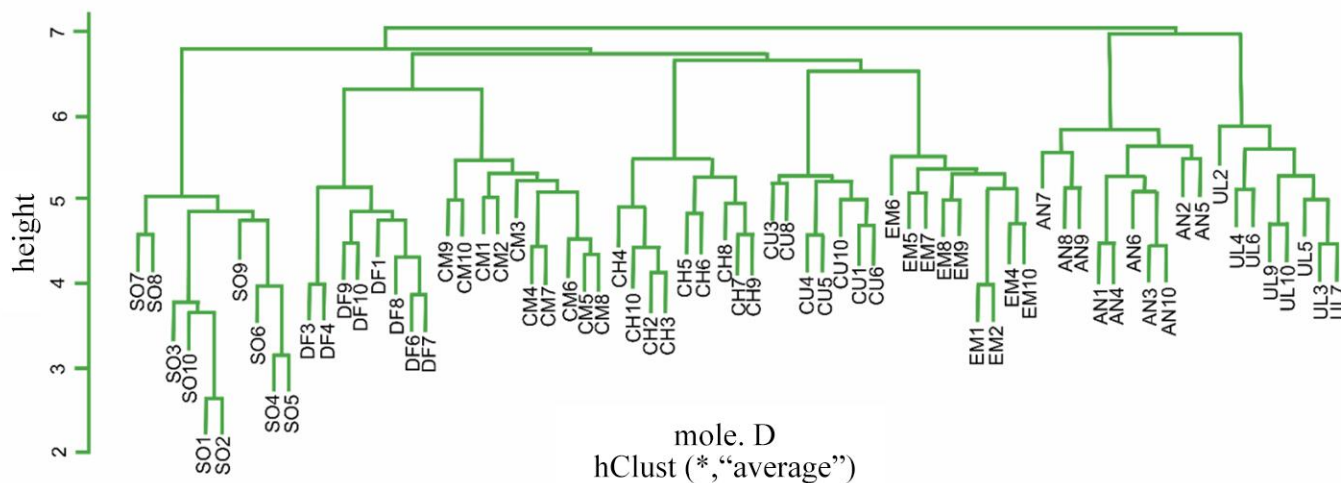 7
6
5
4
3
2
height
SO7
SO8
SO3
SO10
SO1
SO2
SO9
SO6
SO4
SO5
DF3
DF4
DF9
DF10
DF1
DF8
DF6
DF7
CM9
CM10
CM1
CM2
CM3
CM4
CM7
CM6
CM5
CM8
CH4
CH10
CH2
CH3
CH5
CH6
CH8
CH7
CH9
CU3
CU8
CU4
CU5
CU10
CU1
CU6
EM6
EM5
EM7
EM8
EM9
EM1
EM2
EM4
EM10
AN7
AN8
AN9
AN1
AN4
AN6
AN3
AN10
AN2
AN5
UL2
UL4
UL6
UL9
UL10
UL5
UL3
UL7
mole. D
hClust (*,“average”)